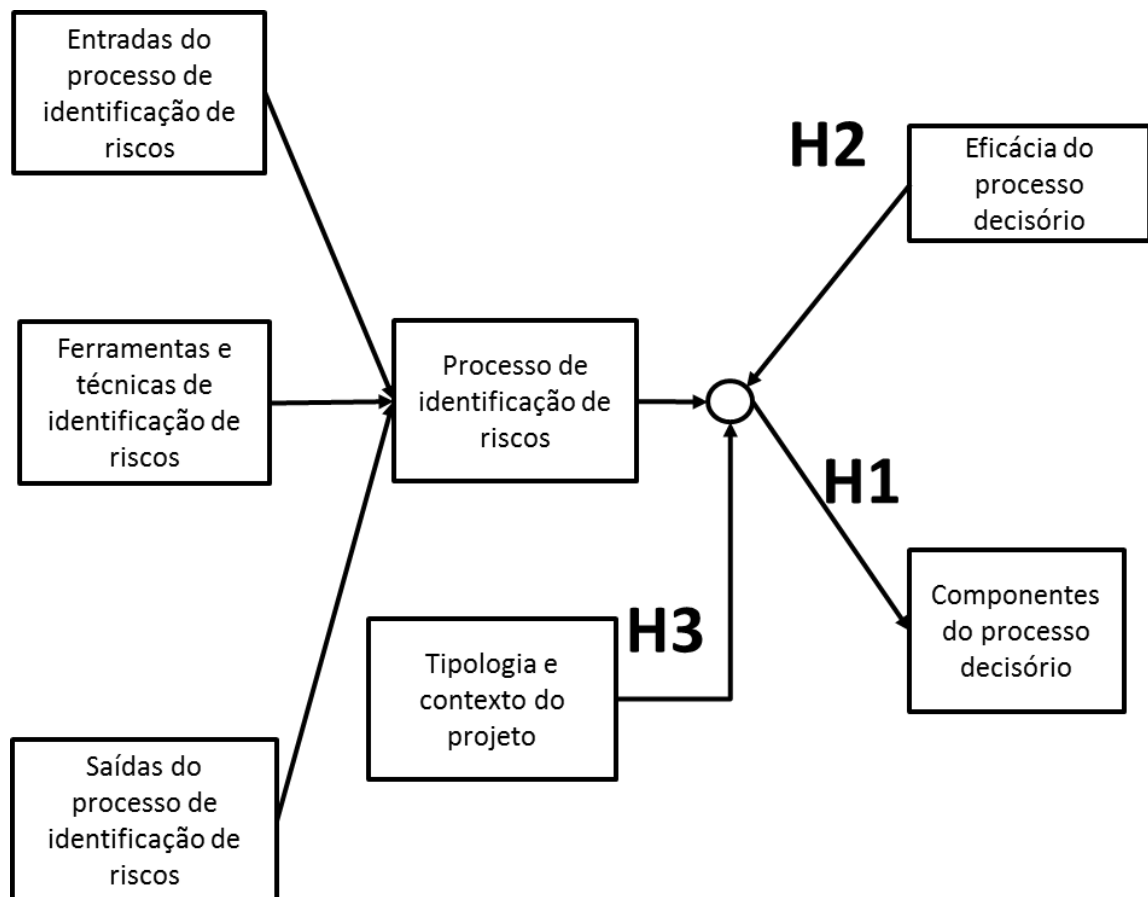 Entradas do
processo de
identificação de
riscos
H2
Eficácia do
processo
decisório
Ferramentas e
técnicas de
identificação de
riscos
Processo de
identificação de
riscos
H1
Componentes
do processo
decisório
H3
Tipologia e
contexto do
projeto
Saídas do
processo de
identificação de
riscos